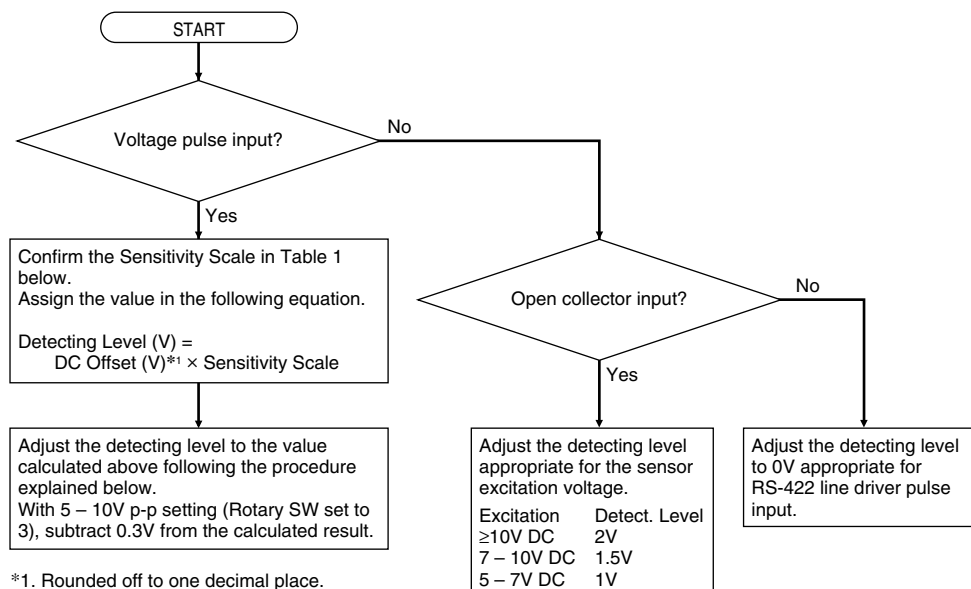 START
Voltage pulse input?
No
Yes
Confirm the Sensitivity Scale in Table 1
below.
Assign the value in the following equation.
Detecting Level (V) =
DC Offset (V)*1 × Sensitivity Scale
Open collector input?
No
Yes
Adjust the detecting level to the value
calculated above following the procedure
explained below.
With 5 – 10V p-p setting (Rotary SW set to
3), subtract 0.3V from the calculated result.
Adjust the detecting level
appropriate for the sensor
excitation voltage.
Excitation Detect. Level
≥10V DC 2V
7 – 10V DC 1.5V
5 – 7V DC 1V
Adjust the detecting level
to 0V appropriate for
RS-422 line driver pulse
input.
*1. Rounded off to one decimal place.